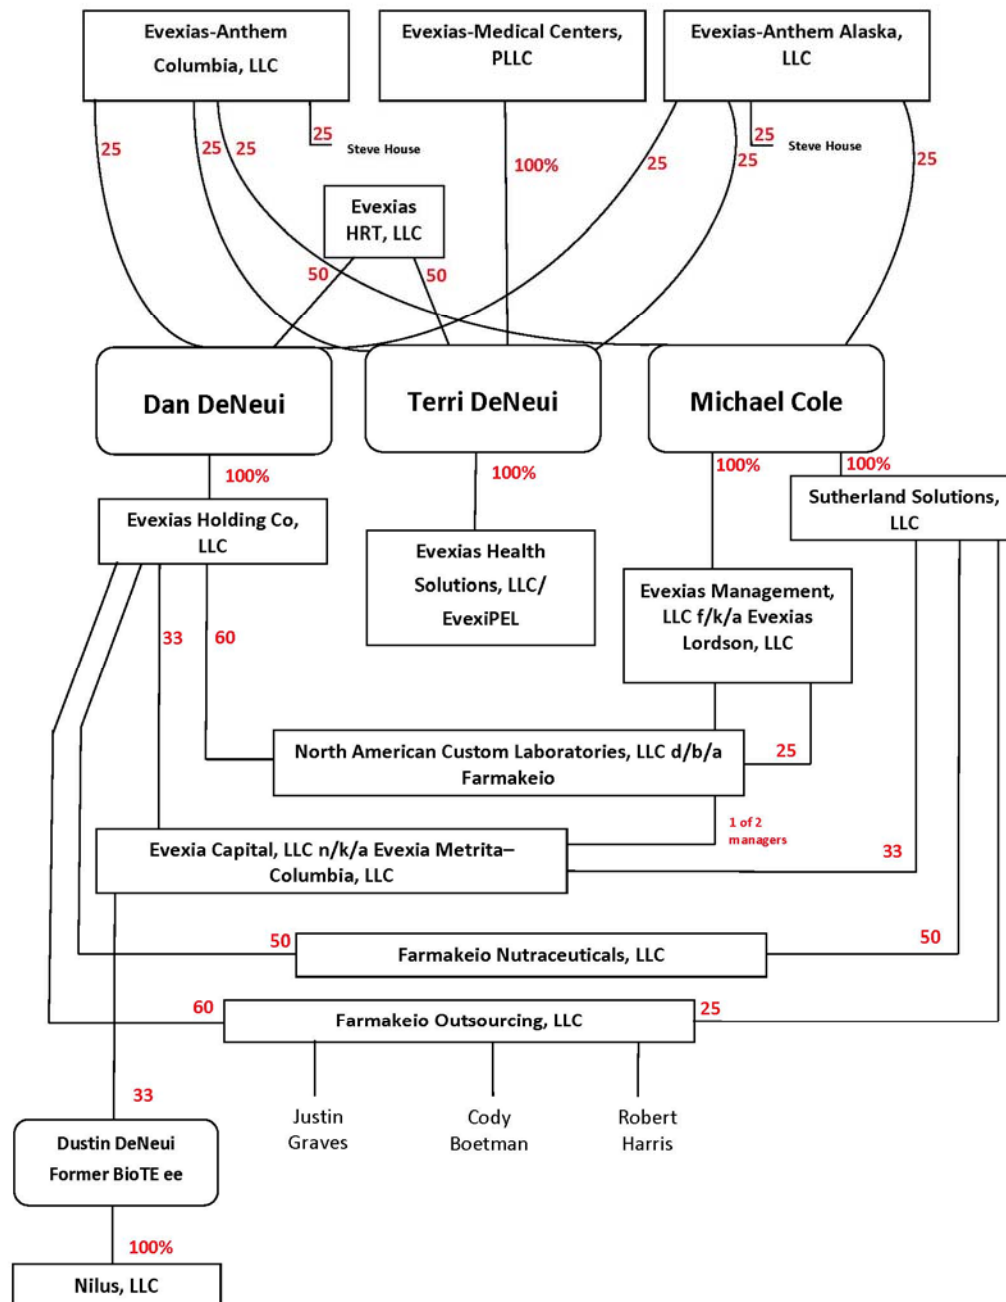 Evexias-Anthem
Columbia, LLC
Evexias-Medical Centers,
PLLC
Evexias-Anthem Alaska,
LLC
25
25
25
25
Steve House
100%
25
25
25
Steve House
25
Evexias
HRT, LLC
50
50
Dan DeNeui
Terri DeNeui
Michael Cole
100%
100%
100%
100%
Evexias Holding Co,
LLC
Evexias Health
Solutions, LLC/
EvexiPEL
Sutherland Solutions,
LLC
Evexias Management,
LLC f/k/a Evexias
Lordson, LLC
33
60
North American Custom Laboratories, LLC d/b/a
Farmakeio
25
1 of 2
managers
Evexia Capital, LLC n/k/a Evexia Metrita–
Columbia, LLC
33
50
Farmakeio Nutraceuticals, LLC
50
60
Farmakeio Outsourcing, LLC
25
Justin
Graves
Cody
Boetman
Robert
Harris
33
Dustin DeNeui
Former BioTE ee
100%
Nilus, LLC